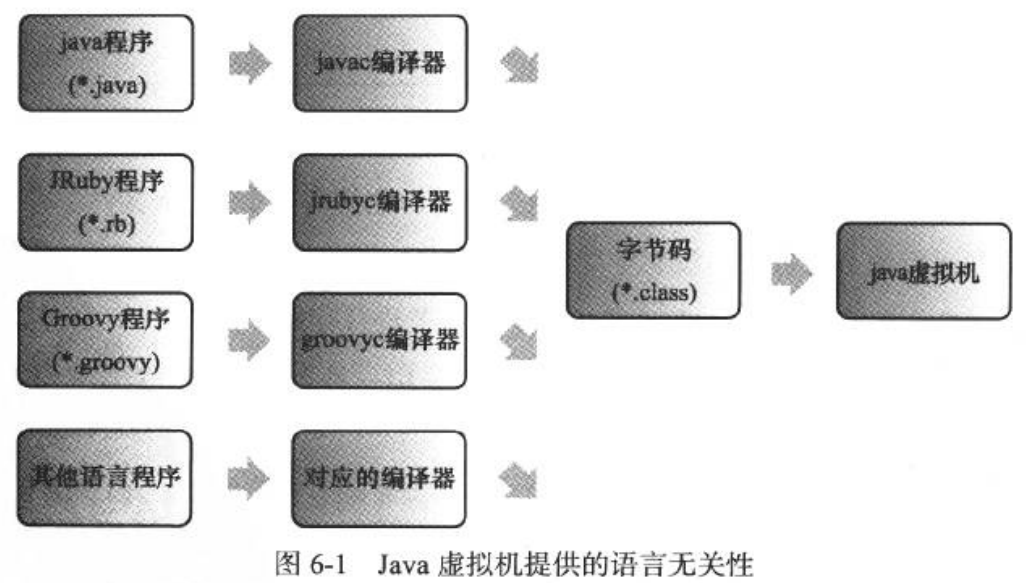 java程序
(*.java)
javac编译器
JRuby程序
(*.rb)
jrubyc编译器
Groovy程序
(*.groovy)
groovyc编译器
其他语言程序
对应的编译器
字节码
(*.class)
java虚拟机
图 6-1 Java 虚拟机提供的语言无关性